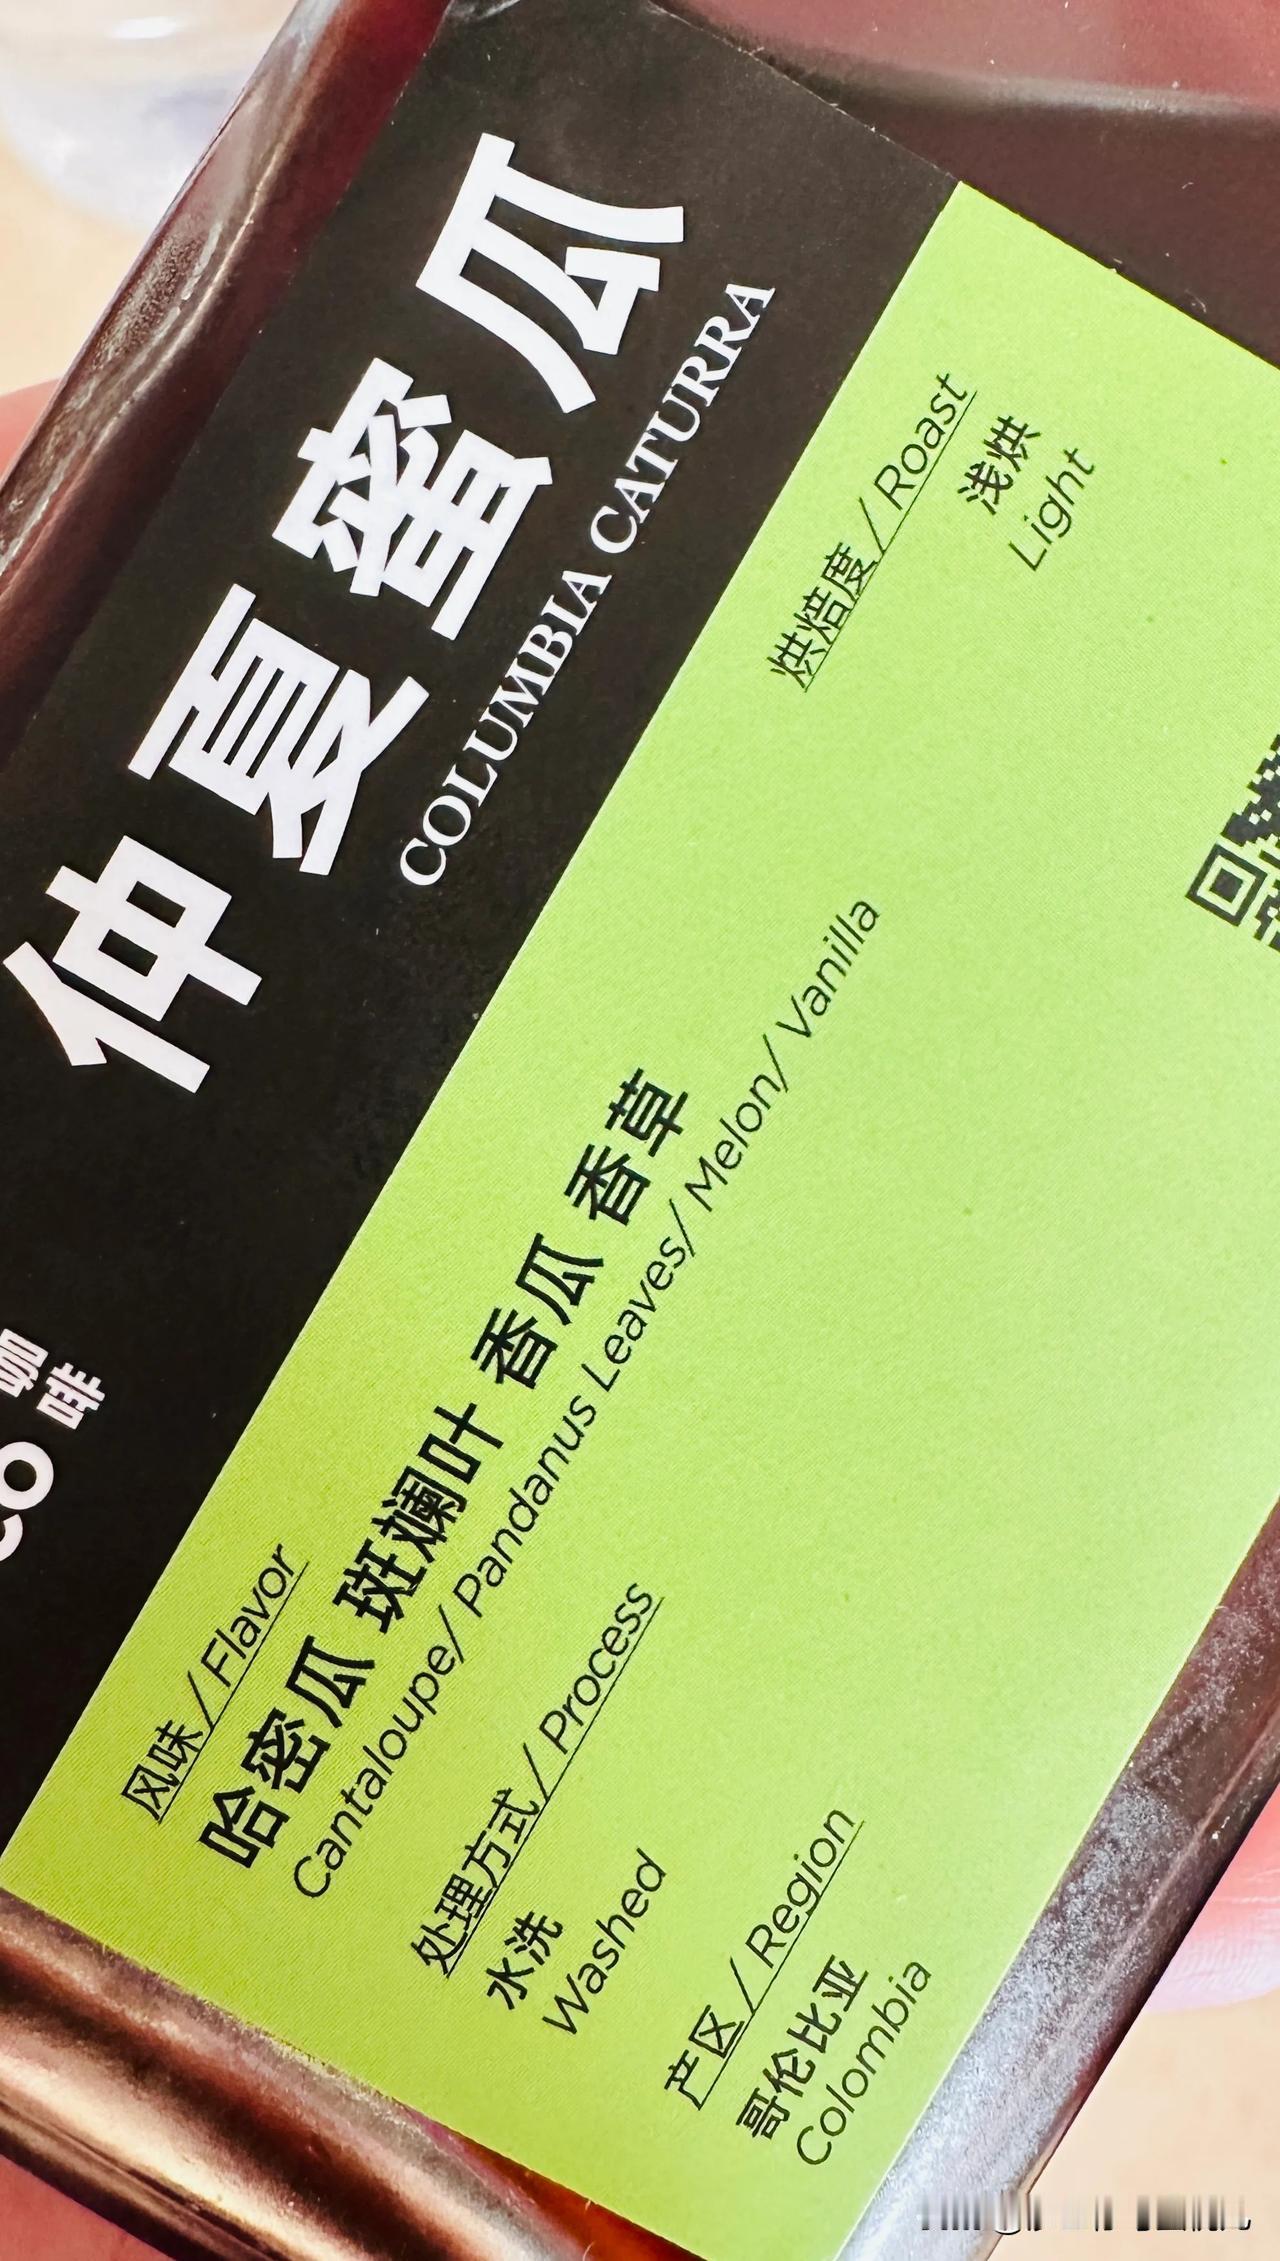 仲夏蜜瓜
COLUMBIA CATURRA
咖
啡
风味 / Flavor
哈密瓜 斑斓叶 香瓜 香草
Cantaloupe/ Pandanus Leaves/ Melon/ Vanilla
处理方式 / Process
水洗
Washed
产区 / Region
哥伦比亚
Colombia
烘焙度 / Roast
浅烘
Light